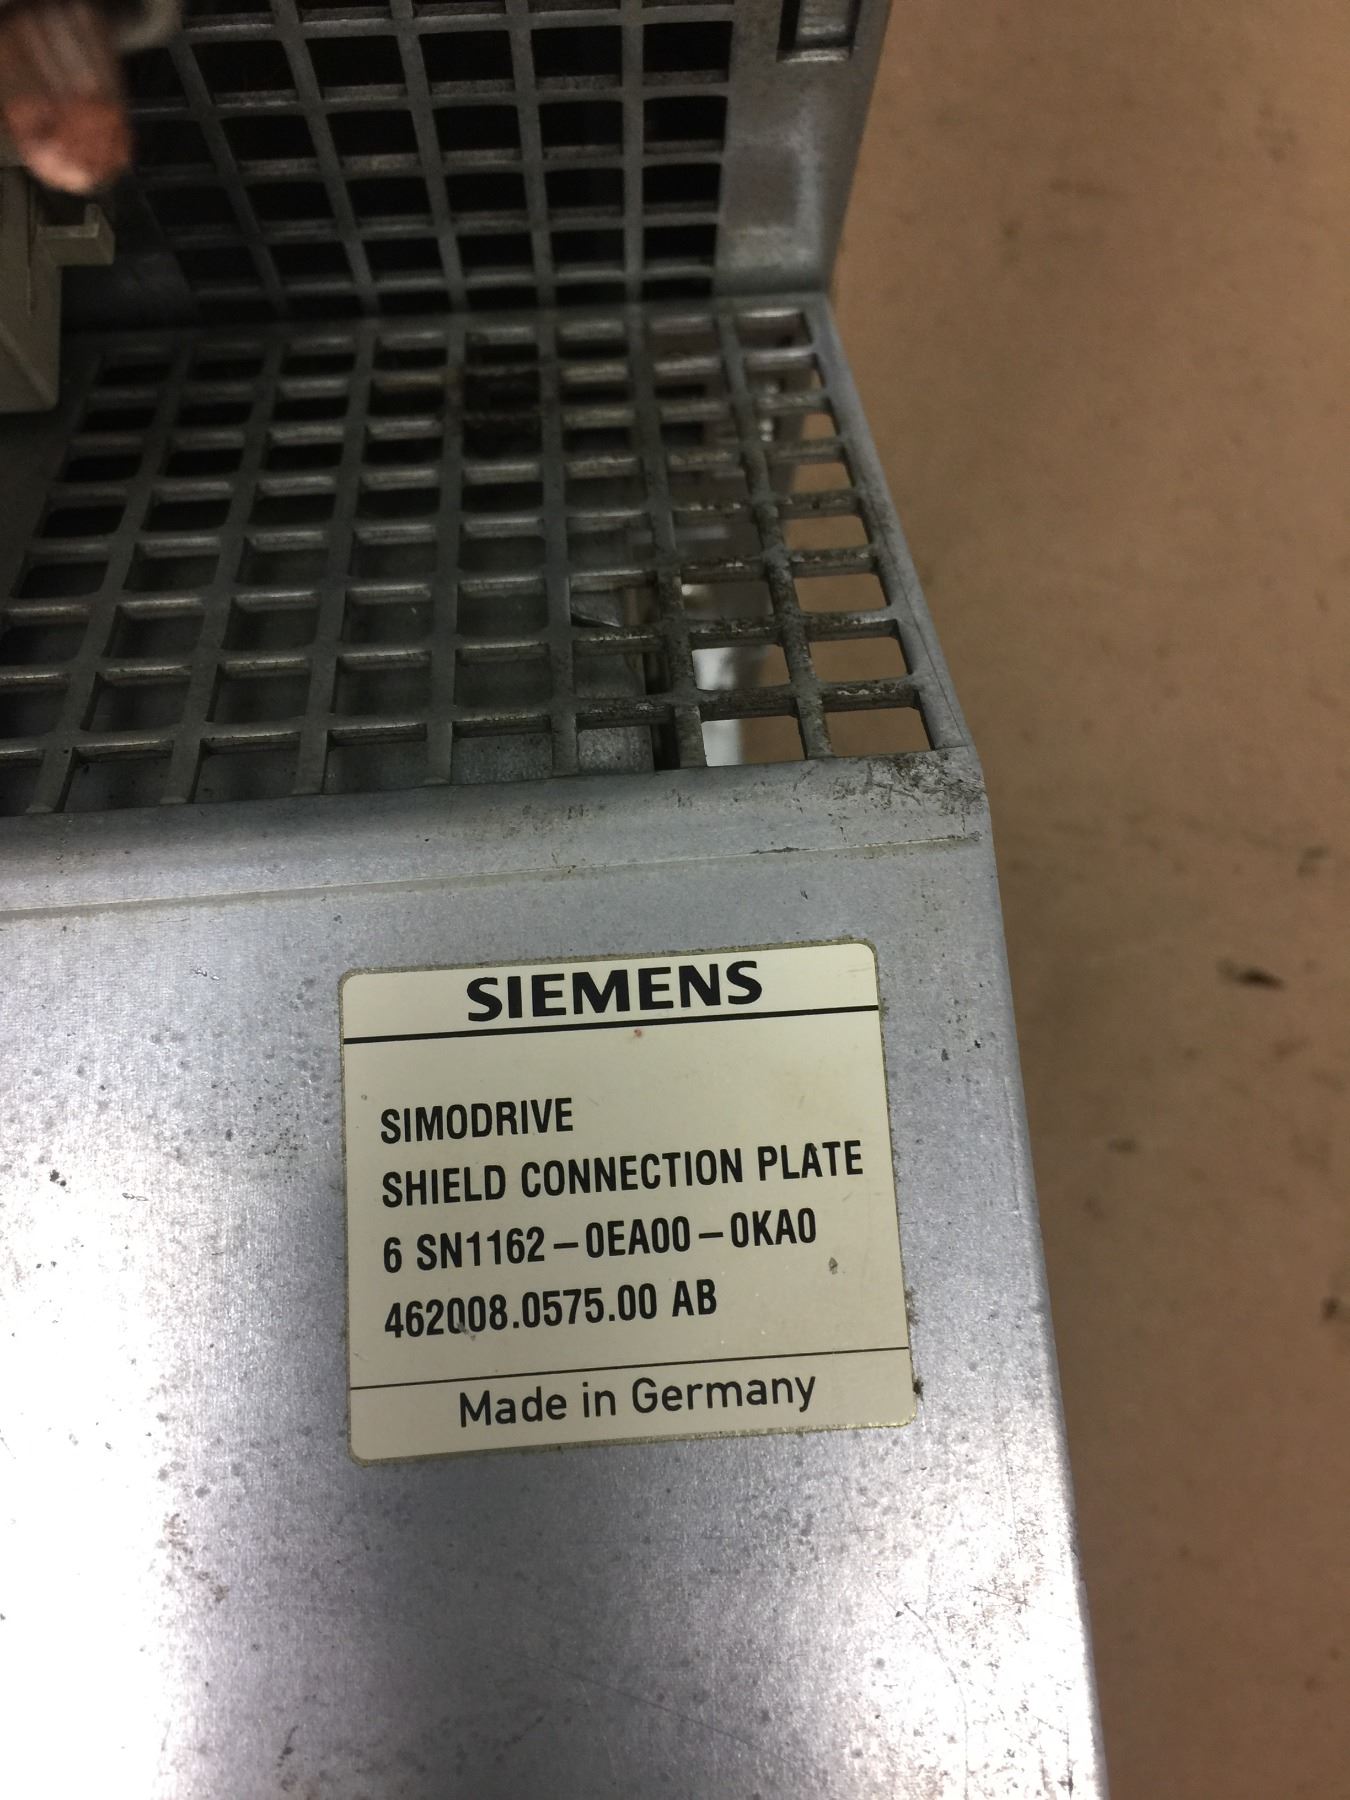 SIEMENS
SIMODRIVE
SHIELD CONNECTION PLATE
6 SN1162-0EA00-0KA0
462008.0575.00 AB
Made in Germany